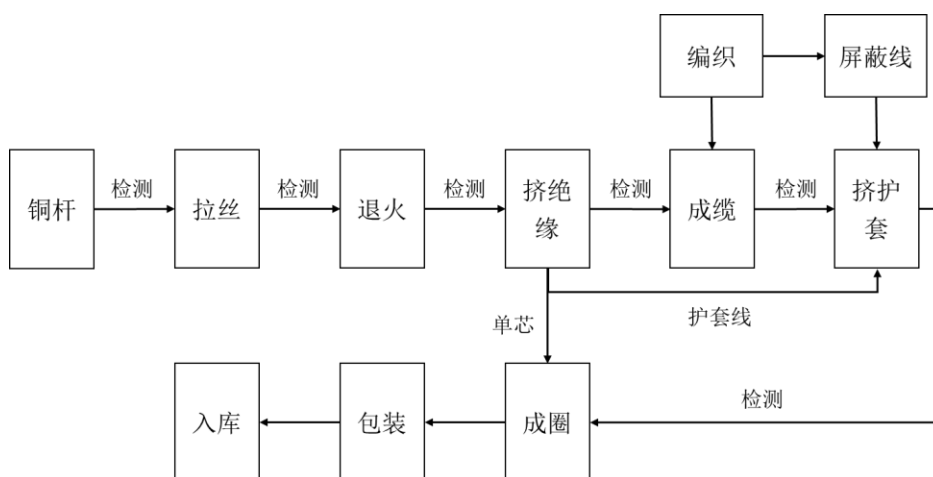 编织
屏蔽线
铜杆
检测
拉丝
检测
退火
检测
挤绝
缘
检测
成缆
检测
挤护
套
单芯
护套线
入库
包装
成圈
检测